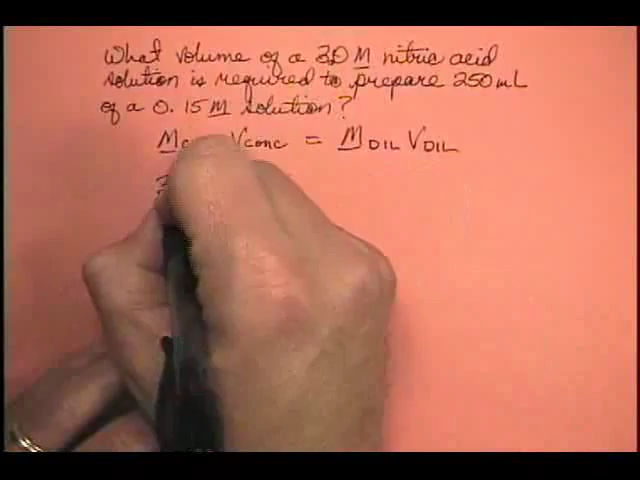 What volume of a 3.0 M nitric acid
solution is required to prepare 250 mL
of a 0.15 M solution?
Vconc = M DIL V DIL